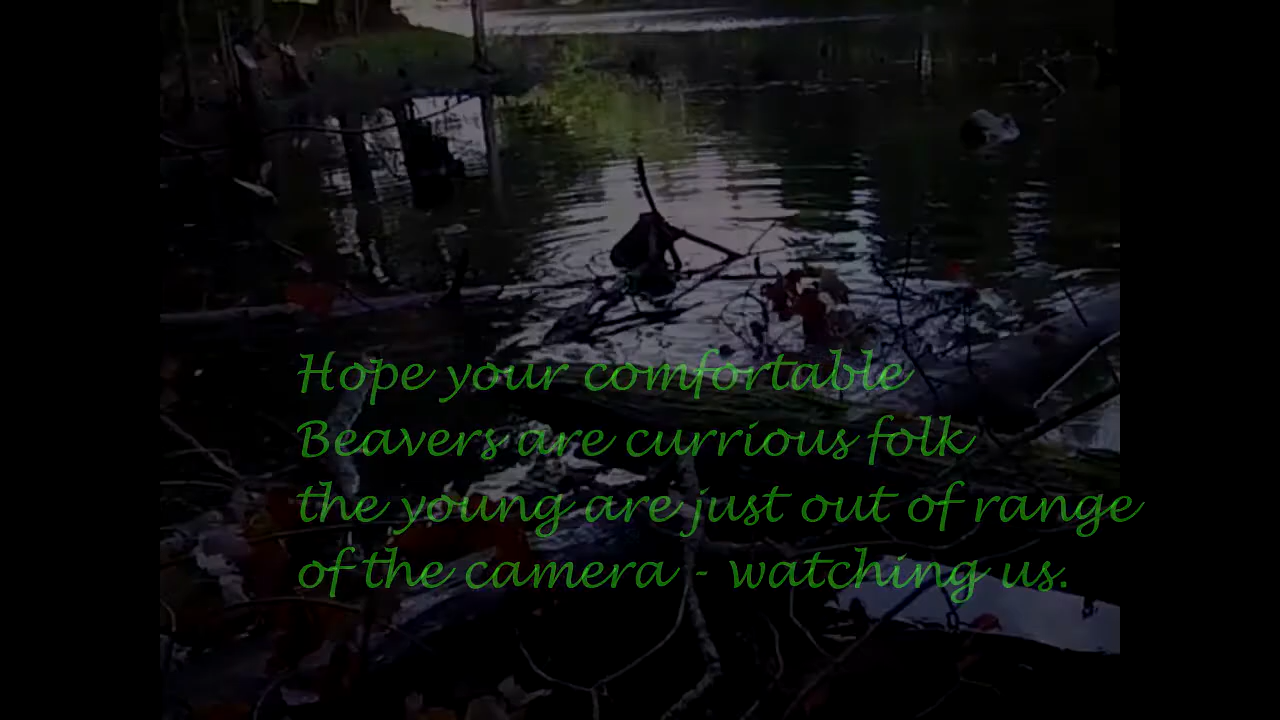 Hope your comfortable
Beavers are currious folk
the young are just out of range
of the camera - watching us.